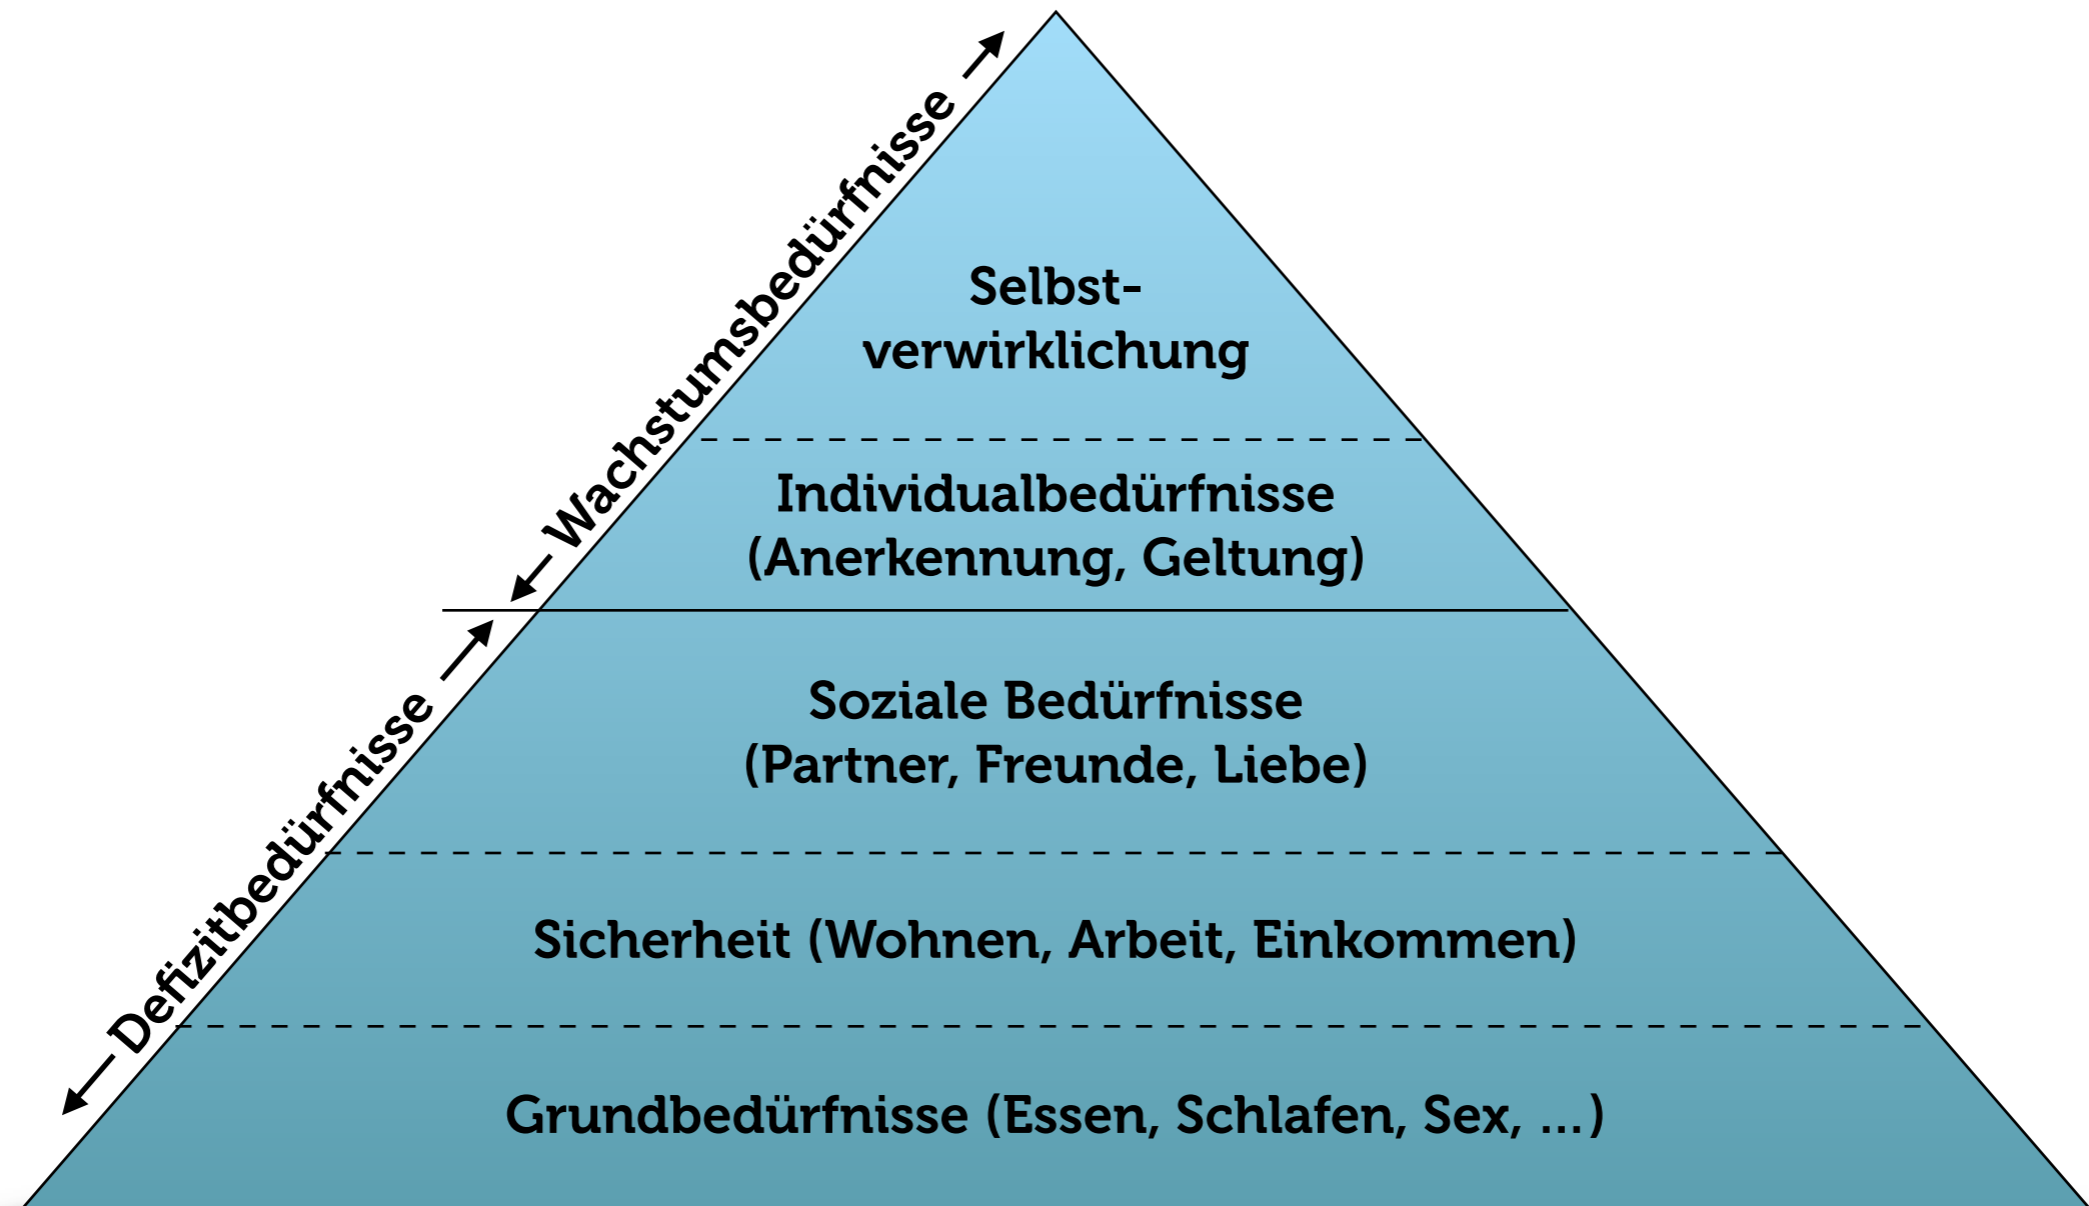 Wachstumsbedürfnisse
Selbst-
verwirklichung
Individualbedürfnisse
(Anerkennung, Geltung)
Defizitbedürfnisse
Soziale Bedürfnisse
(Partner, Freunde, Liebe)
Sicherheit (Wohnen, Arbeit, Einkommen)
Grundbedürfnisse (Essen, Schlafen, Sex, ...)